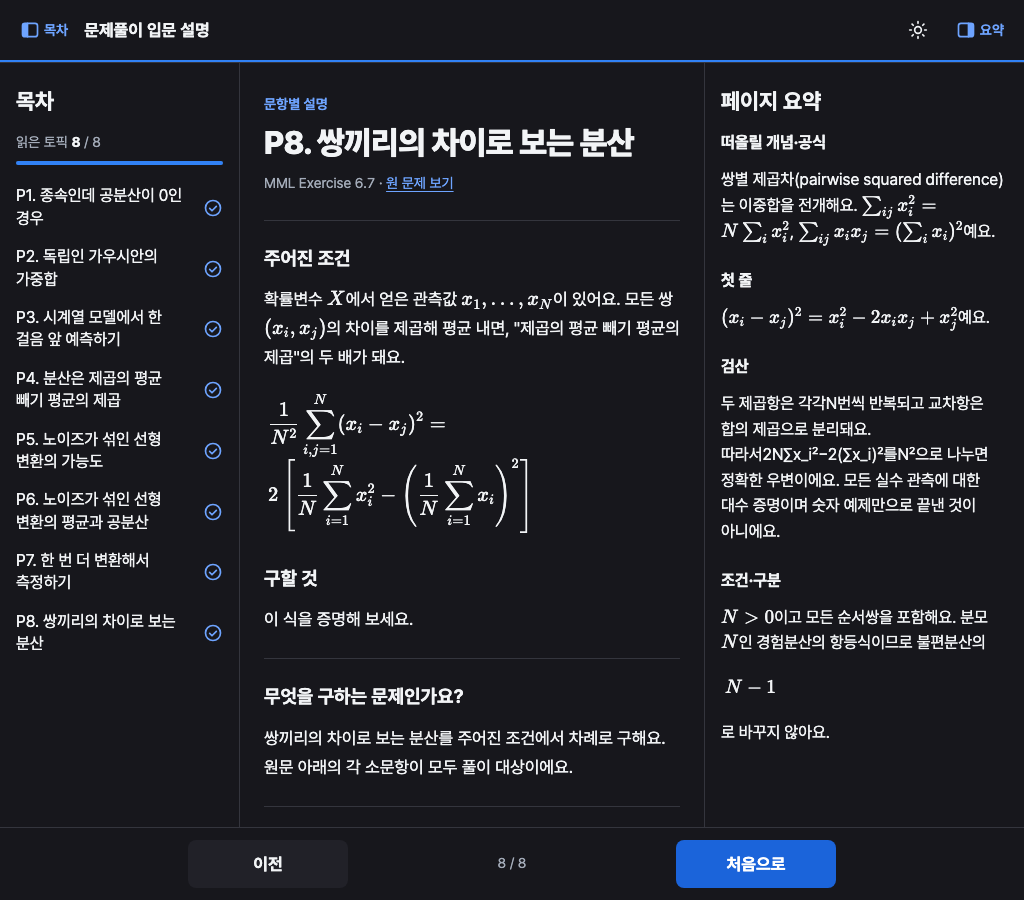 목차
문제풀이 입문 설명
요약
목차
읽은 토픽 8 / 8
P1. 종속인데 공분산이 0인
경우
P2. 독립인 가우시안의
가중합
P3. 시계열 모델에서 한
걸음 앞 예측하기
P4. 분산은 제곱의 평균
빼기 평균의 제곱
P5. 노이즈가 섞인 선형
변환의 가능도
P6. 노이즈가 섞인 선형
변환의 평균과 공분산
P7. 한 번 더 변환해서
측정하기
P8. 쌍끼리의 차이로 보는
분산
문항별 설명
P8. 쌍끼리의 차이로 보는 분산
MML Exercise 6.7 · 원 문제 보기
주어진 조건
확률변수 X에서 얻은 관측값 x_1, . . . , x_N이 있어요. 모든 쌍
(x_i, x_j)의 차이를 제곱해 평균 내면, "제곱의 평균 빼기 평균의
제곱"의 두 배가 돼요.
\frac{1}{N^2} \sum_{i,j=1}^{N} (x_i − x_j)^2 =
2 \left[ \frac{1}{N} \sum_{i=1}^{N} x_i^2 − \left( \frac{1}{N} \sum_{i=1}^{N} x_i \right)^2 \right]
구할 것
이 식을 증명해 보세요.
무엇을 구하는 문제인가요?
쌍끼리의 차이로 보는 분산를 주어진 조건에서 차례로 구해요.
원문 아래의 각 소문항이 모두 풀이 대상이에요.
페이지 요약
떠올릴 개념·공식
쌍별 제곱차(pairwise squared difference)
는 이중합을 전개해요. ∑_{ij} x_i^2 =
N ∑_i x_i^2, ∑_{ij} x_i x_j = (∑_i x_i)^2예요.
첫 줄
(x_i − x_j)^2 = x_i^2 − 2x_i x_j + x_j^2예요.
검산
두 제곱항은 각각N번씩 반복되고 교차항은
합의 제곱으로 분리돼요.
따라서2N∑x_i²−2(∑x_i)²를N²으로 나누면
정확한 우변이에요. 모든 실수 관측에 대한
대수 증명이며 숫자 예제만으로 끝낸 것이
아니에요.
조건·구분
N > 0이고 모든 순서쌍을 포함해요. 분모
N인 경험분산의 항등식이므로 불편분산의
N − 1
로 바꾸지 않아요.
이전
8 / 8
처음으로